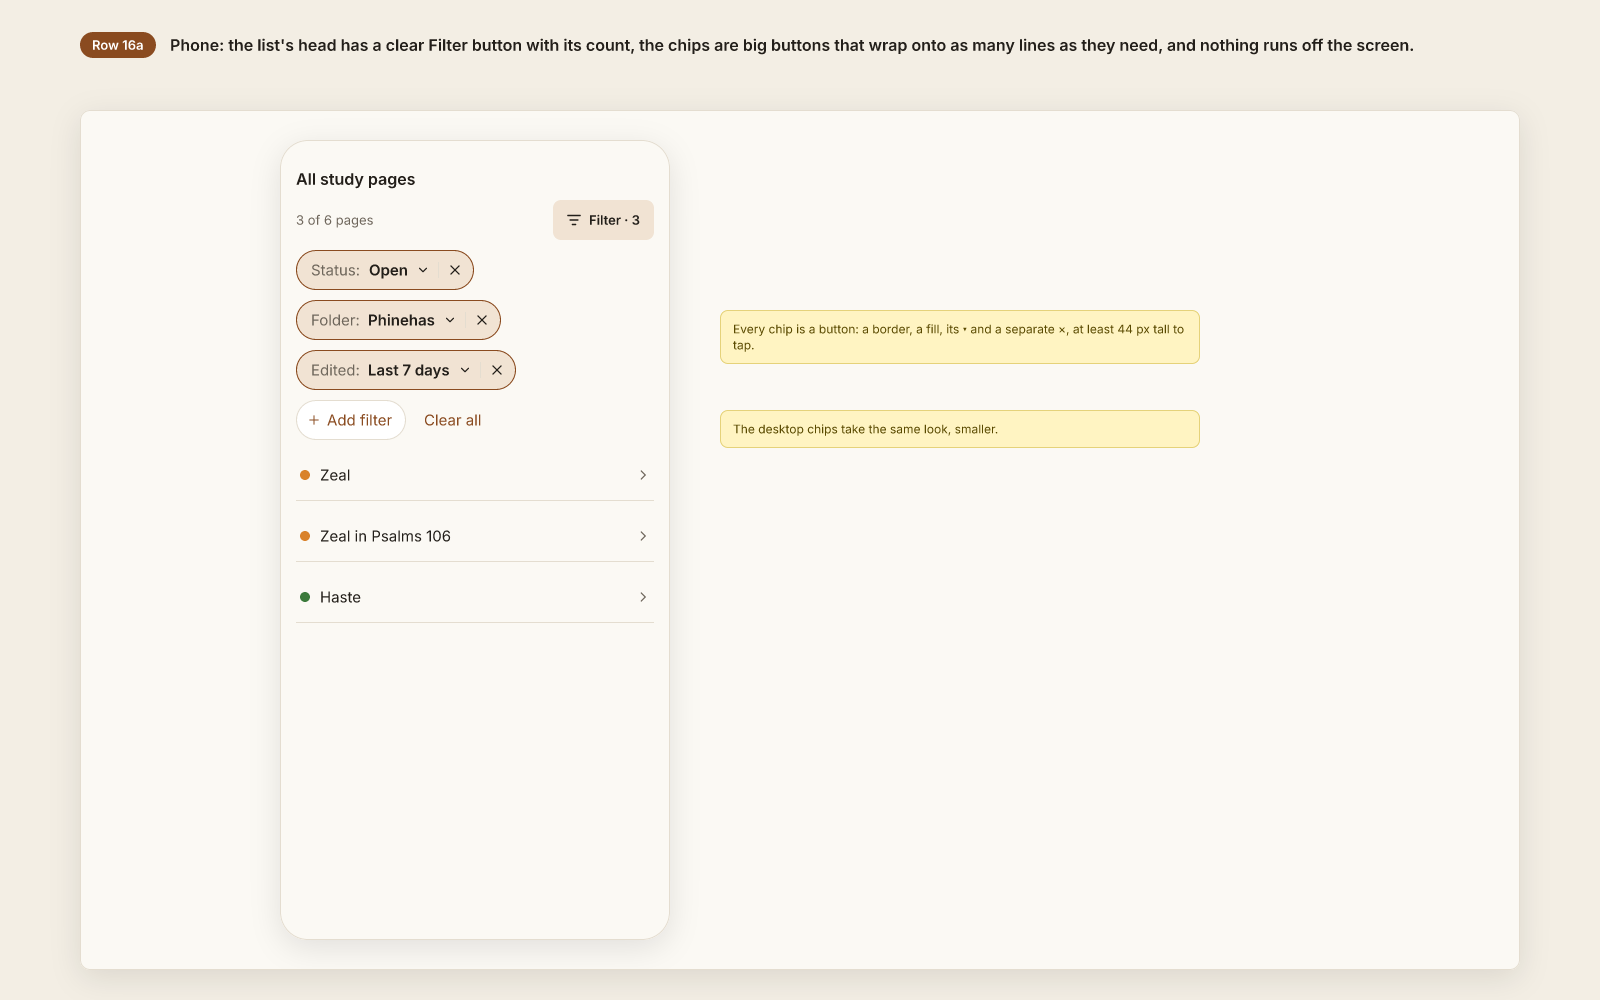 Row 16a
Phone: the list's head has a clear Filter button with its count, the chips are big buttons that wrap onto as many lines as they need, and nothing runs off the screen.
All study pages
3 of 6 pages
Filter · 3
Status: Open
Folder: Phinehas
Edited: Last 7 days
+ Add filter
Clear all
Zeal
Zeal in Psalms 106
Haste
Every chip is a button: a border, a fill, its ▾ and a separate ×, at least 44 px tall to
tap.
The desktop chips take the same look, smaller.